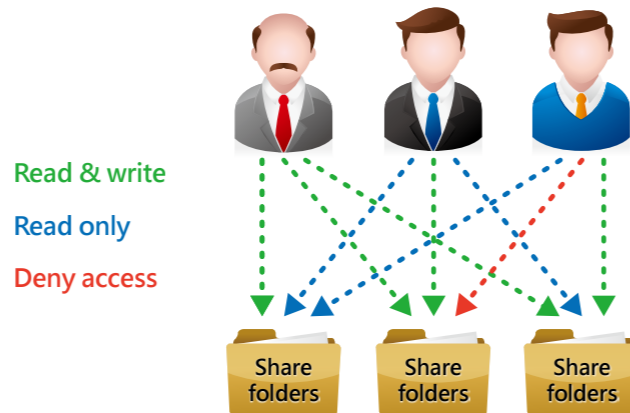 Read & write
Read only
Deny access
Share
folders
Share
folders
Share
folders